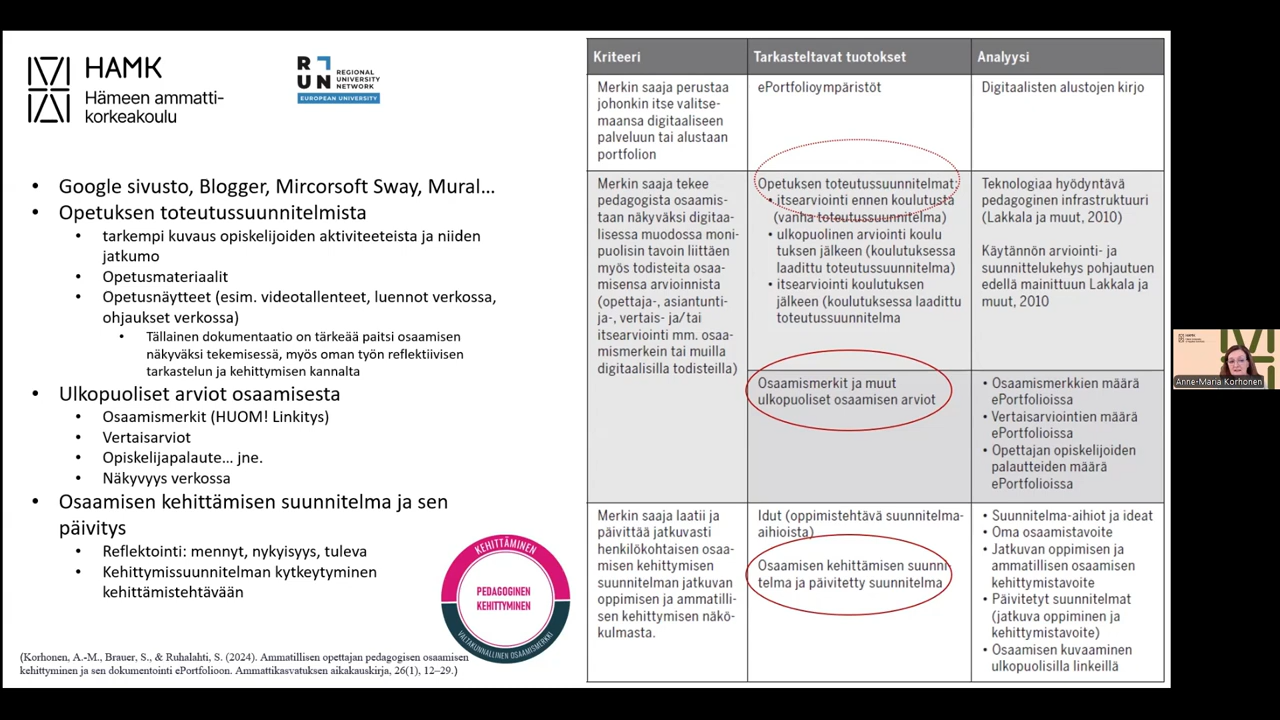 HAMK
Hämeen ammatti-
korkeakoulu
R
UN
REGIONAL
UNIVERSITY
NETWORK
EUROPEAN UNIVERSITY
• Google sivusto, Blogger, Mircorsoft Sway, Mural…
• Opetuksen toteutussuunnitelmista
• tarkempi kuvaus opiskelijoiden aktiviteeteista ja niiden
jatkumo
• Opetusmateriaalit
• Opetusnäytteet (esim. videotallenteet, luennot verkossa,
ohjaukset verkossa)
• Tällainen dokumentaatio on tärkeää paitsi osaamisen
näkyväksi tekemisessä, myös oman työn reflektiivisen
tarkastelun ja kehittymisen kannalta
• Ulkopuoliset arviot osaamisesta
• Osaamismerkit (HUOM! Linkitys)
• Vertaisarviot
• Opiskelijapalaute… jne.
• Näkyvyys verkossa
• Osaamisen kehittämisen suunnitelma ja sen
päivitys
• Reflektointi: mennyt, nykyisyys, tuleva
• Kehittymissuunnitelman kytkeytyminen
kehittämistehtävään
KEHITTÄMINEN
PEDAGOGINEN
KEHITTYMINEN
VALTAKUNNALLINEN OSAAMISMERKKI
(Korhonen, A.-M., Brauer, S., & Ruhalahti, S. (2024). Ammatillisen opettajan pedagogisen osaamisen
kehittyminen ja sen dokumentointi ePortfolioon. Ammattikasvatuksen aikakauskirja, 26(1), 12–29.)
Kriteeri
Tarkasteltavat tuotokset
Analyysi
Merkin saaja perustaa
johonkin itse valitse-
maansa digitaaliseen
palveluun tai alustaan
portfolion
ePortfolioympäristöt
Digitaalisten alustojen kirjo
Merkin saaja tekee
pedagogista osaamis-
taan näkyväksi digitaa-
lisessa muodossa moni-
puolisin tavoin liittäen
myös todisteita osaa-
misensa arvioinnista
(opettaja-, asiantunti-
ja-, vertais- ja/tai
itsearviointi mm. osaa-
mismerkein tai muilla
digitaalisilla todisteilla)
Opetuksen toteutussuunnitelmat:
• itsearviointi ennen koulutusta
(vanha toteutussuunnitelma)
• ulkopuolinen arviointi koulu
tuksen jälkeen (koulutuksessa
laadittu toteutussuunnitelma)
• itsearviointi koulutuksen
jälkeen (koulutuksessa laadittu
toteutussuunnitelma
Teknologiaa hyödyntävä
pedagoginen infrastruktuuri
(Lakkala ja muut, 2010)
Käytännön arviointi- ja
suunnittelukehys pohjautuen
edellä mainittuun Lakkala ja
muut, 2010
Osaamismerkit ja muut
ulkopuoliset osaamisen arviot
• Osaamismerkkien määrä
ePortfolioissa
• Vertaisarviointien määrä
ePortfolioissa
• Opettajan opiskelijoiden
palautteiden määrä
ePortfolioissa
Merkin saaja laatii ja
päivittää jatkuvasti
henkilökohtaisen osaa-
misen kehittymisen
suunnitelman jatkuvan
oppimisen ja ammatilli-
sen kehittymisen näkö-
kulmasta.
Idut (oppimistehtävä suunnitelma-
aihioista)
Osaamisen kehittämisen suunni-
telma ja päivitetty suunnitelma
• Suunnitelma-aihiot ja ideat
• Oma osaamistavoite
• Jatkuvan oppimisen ja
ammatillisen osaamisen
kehittymistavoite
• Päivitetyt suunnitelmat
(jatkuva oppiminen ja
kehittymistavoite)
• Osaamisen kuvaaminen
ulkopuolisilla linkeillä
HAMK
Anne-Maria Korhonen